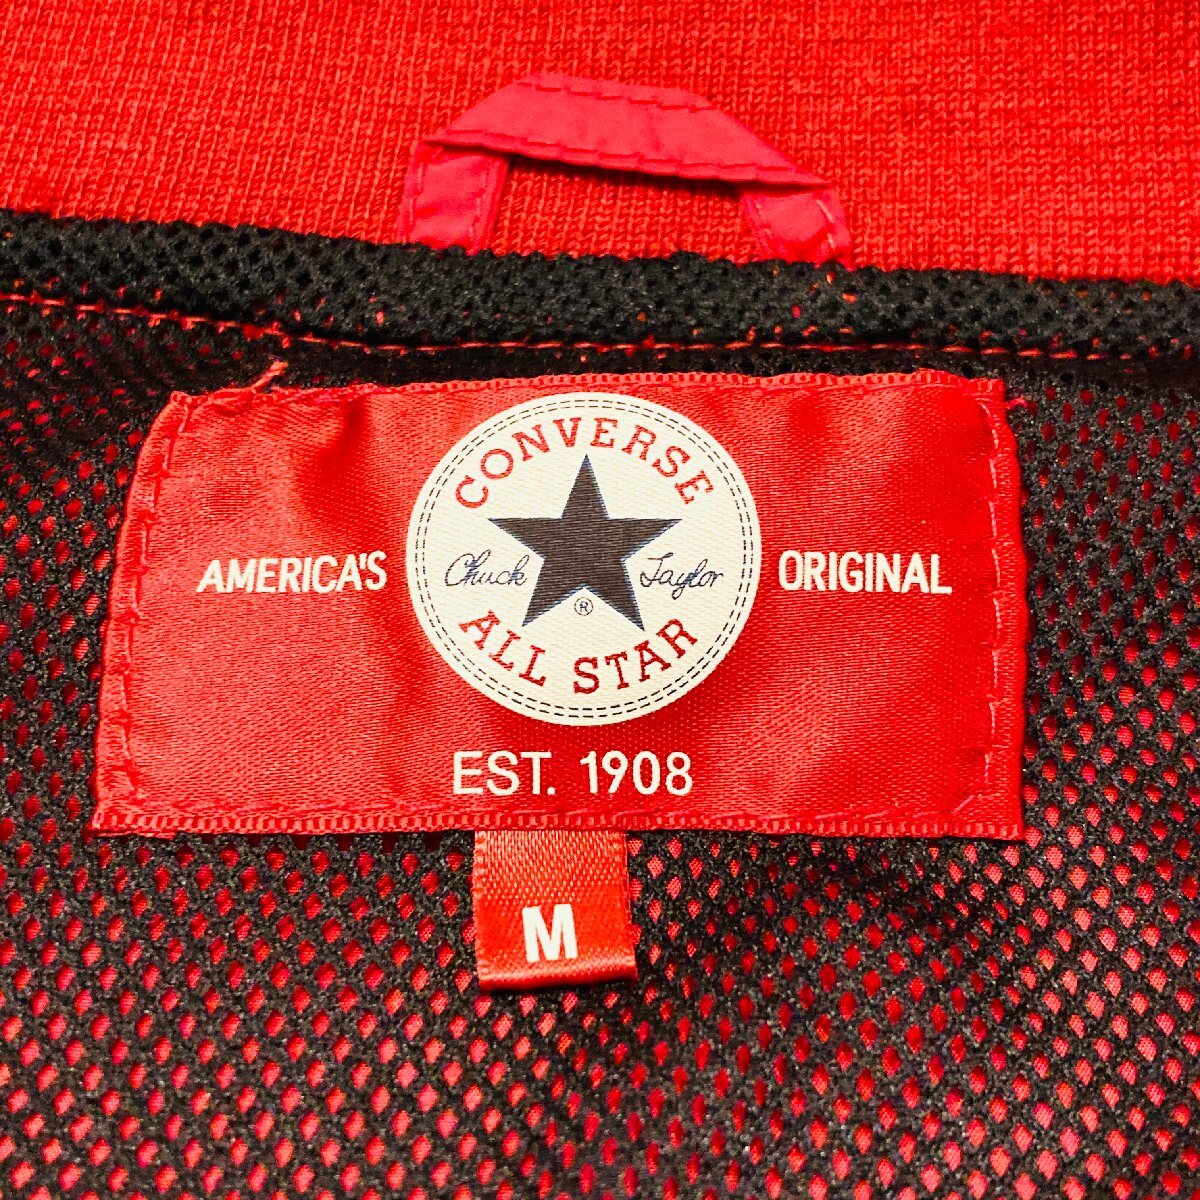 CONVERSE
AMERICA'S
Chuck Taylor
ORIGINAL
®
ALL STAR
EST. 1908
M